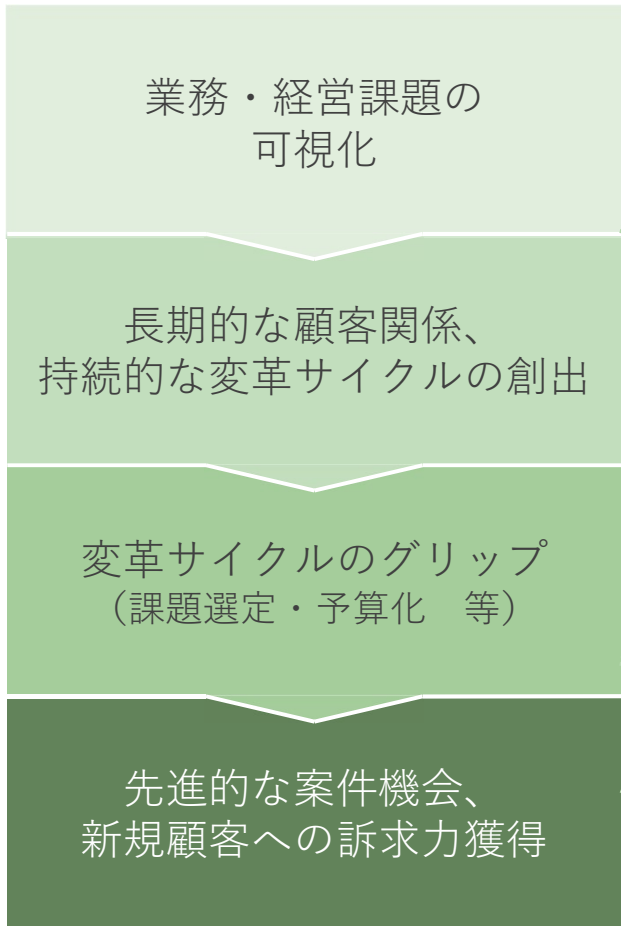 業務・経営課題の
可視化
長期的な顧客関係、
持続的な変革サイクルの創出
変革サイクルのグリップ
（課題選定・予算化　等）
先進的な案件機会、
新規顧客への訴求力獲得